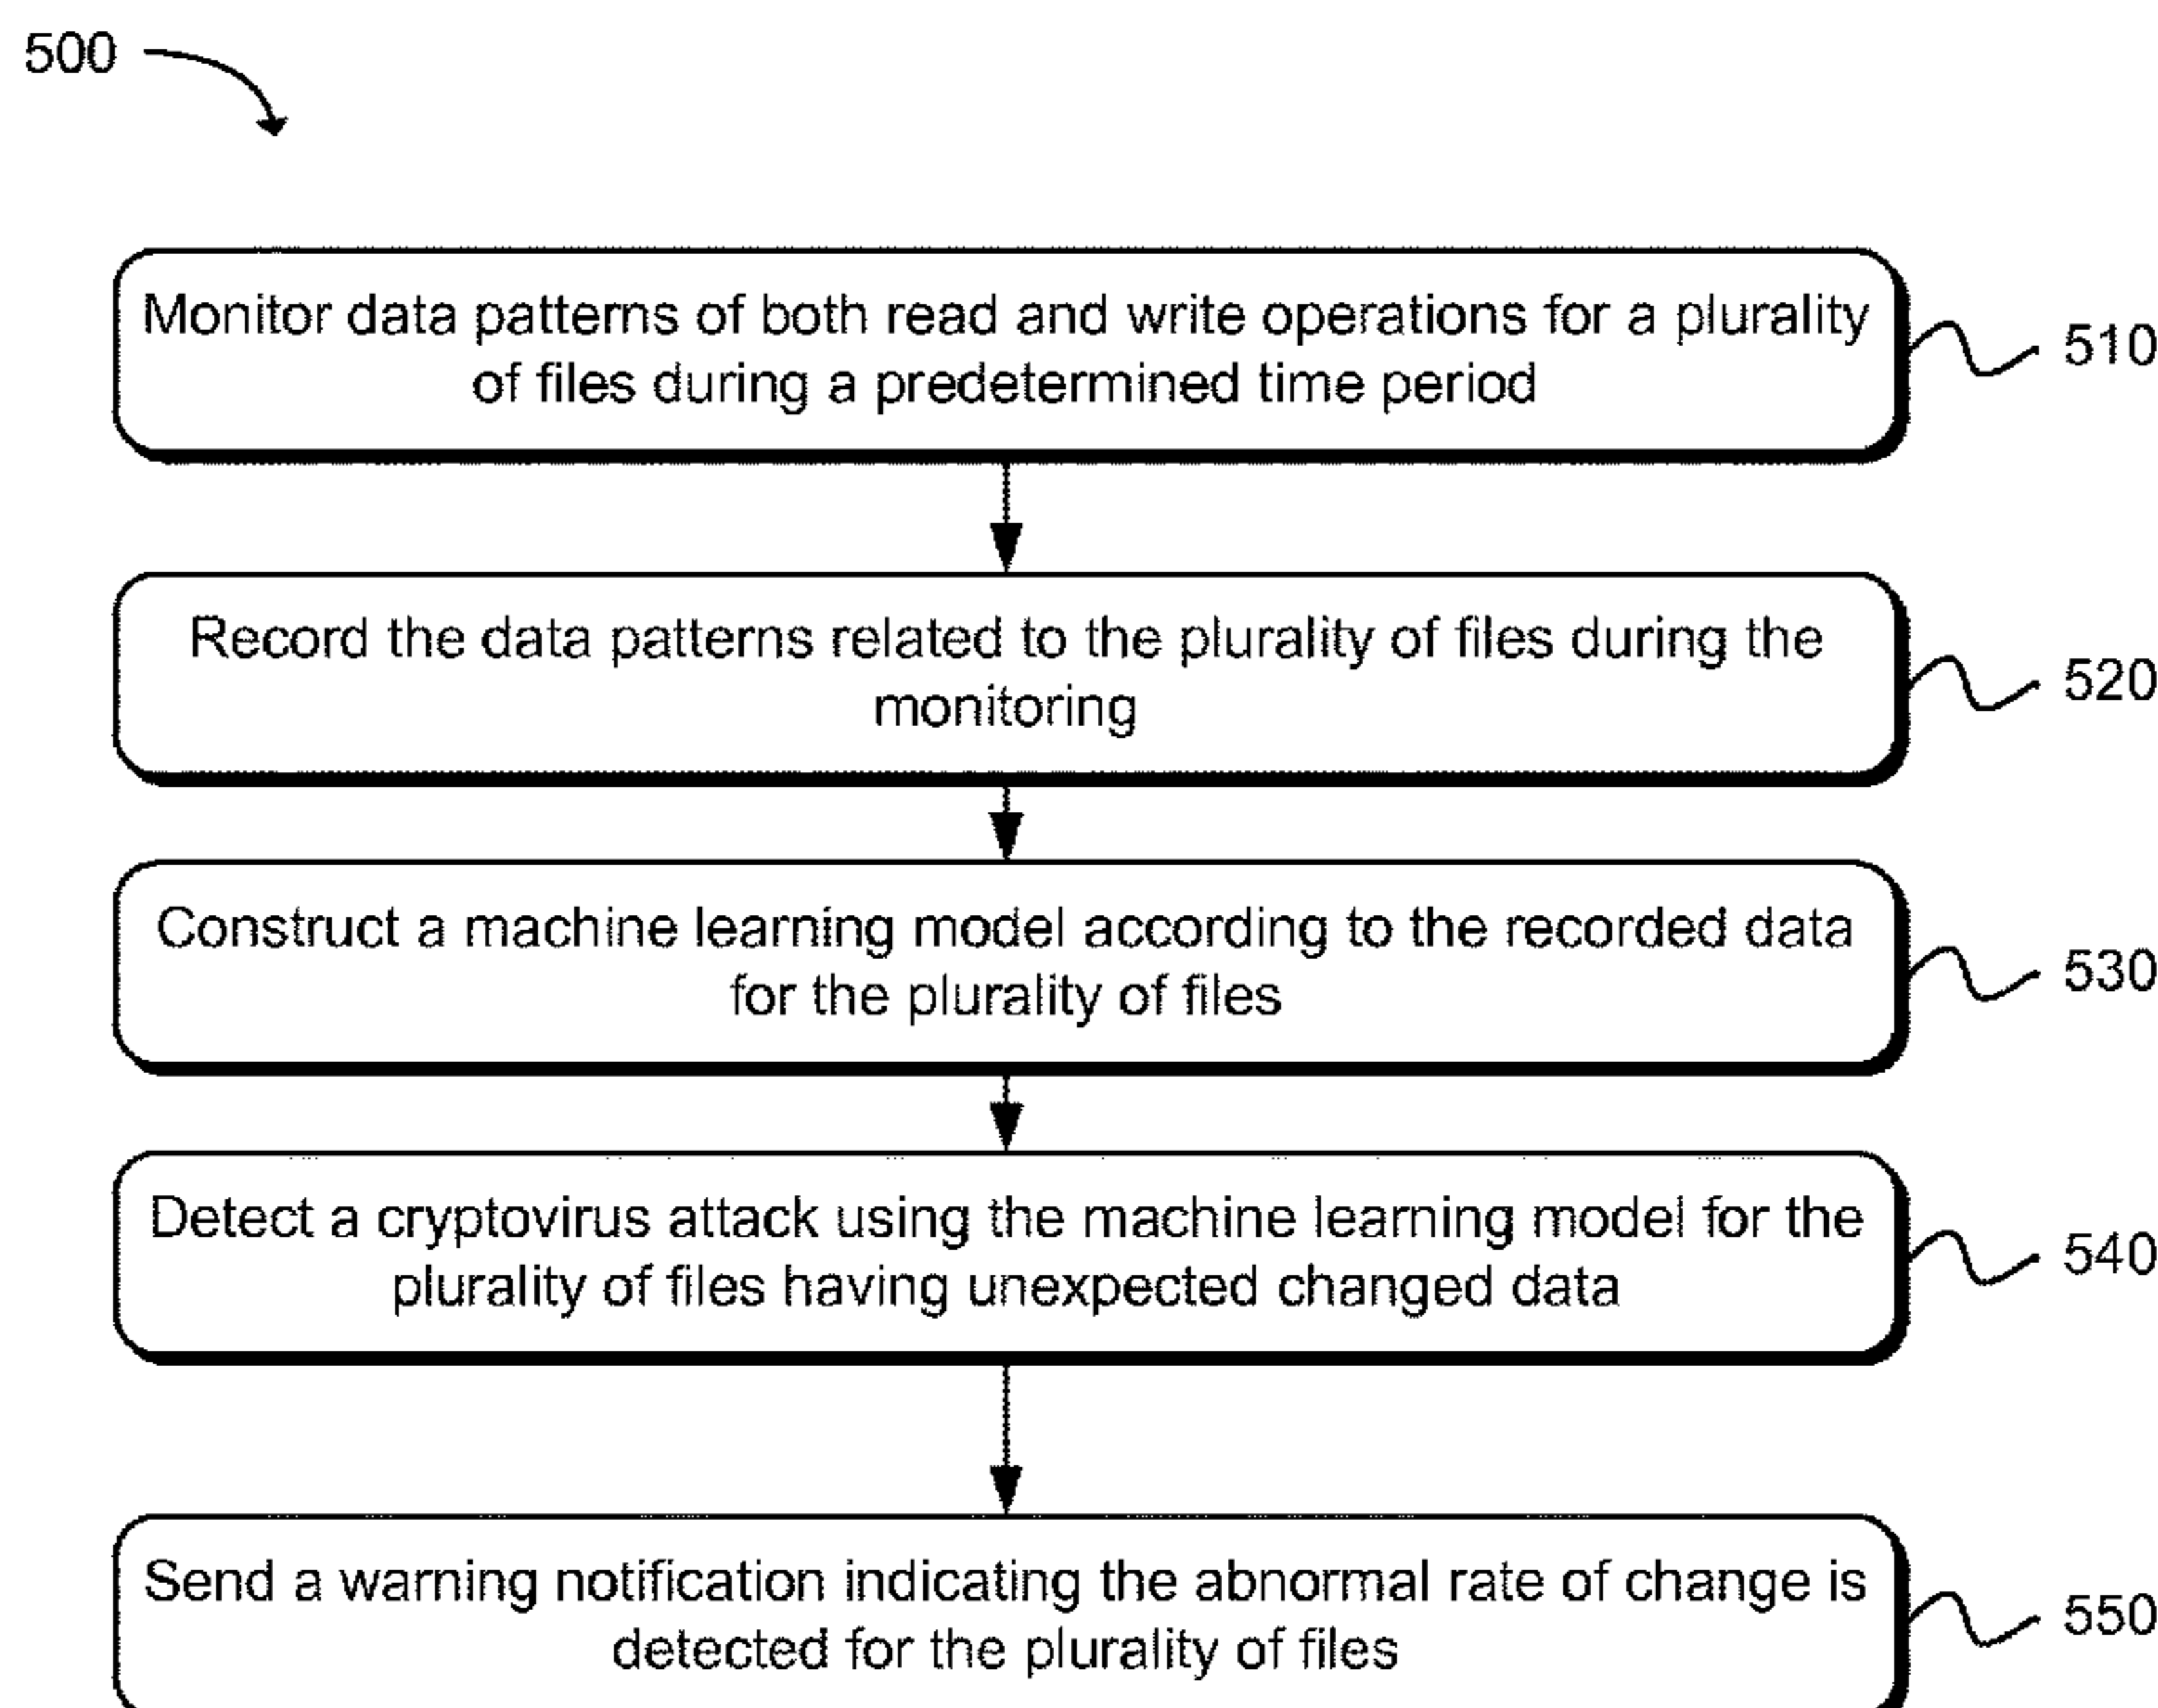 500
Monitor data patterns of both read and write operations for a plurality
of files during a predetermined time period
510
Record the data patterns related to the plurality of files during the
monitoring
520
Construct a machine learning model according to the recorded data
for the plurality of files
530
Detect a cryptovirus attack using the machine learning model for the
plurality of files having unexpected changed data
540
Send a warning notification indicating the abnormal rate of change is
detected for the plurality of files
550